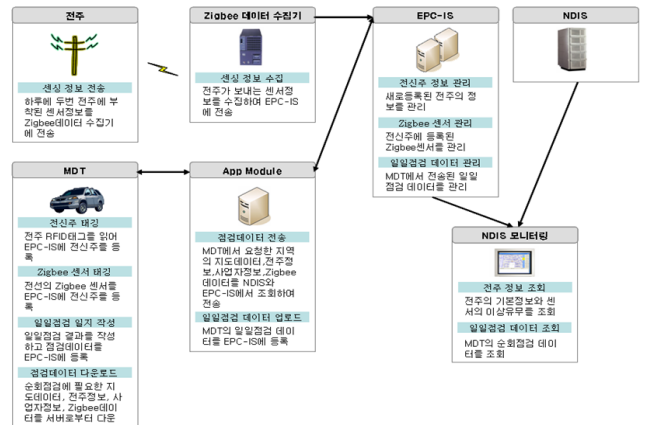 전주
센싱 정보 전송
하루에 두번 전주에 부
착된 센서정보를
Zigbee데이터 수집기
에 전송
Zigbee 데이터 수집기
센싱 정보 수집
전주가 보내는 센서정
보를 수집하여 EPC-IS
에 전송
EPC-IS
전신주 정보 관리
새로등록된 전주의 정
보를 관리
Zigbee 센서 관리
전신주에 등록된
Zigbee센서를 관리
일일점검 데이터 관리
MDT에서 전송된 일일
점검 데이터를 관리
NDIS
MDT
전신주 태깅
전주 RFID태그를 읽어
EPC-IS에 전신주를 등
록
Zigbee 센서 태깅
전선의 Zigbee 센서를
EPC-IS에 전신주를 등
록
일일점검 일지 작성
일일점검 결과를 작성
하고 점검데이터를
EPC-IS에 등록
점검데이터 다운로드
순회점검에 필요한 지
도데이터, 전주정보, 사
업자정보, Zigbee데이
터를 서버로부터 다운
App Module
점검데이터 전송
MDT에서 요청한 지역
의 지도데이터,전주정
보,사업자정보,Zigbee
데이터를 NDIS와
EPC-IS에서 조회하여
전송
일일점검 데이터 업로드
MDT의 일일점검 데이
터를 EPC-IS에 등록
NDIS 모니터링
전주 정보 조회
전주의 기본정보와 센
서의 이상유무를 조회
일일점검 데이터 조회
MDT의 순회점검 데이
터를 조회